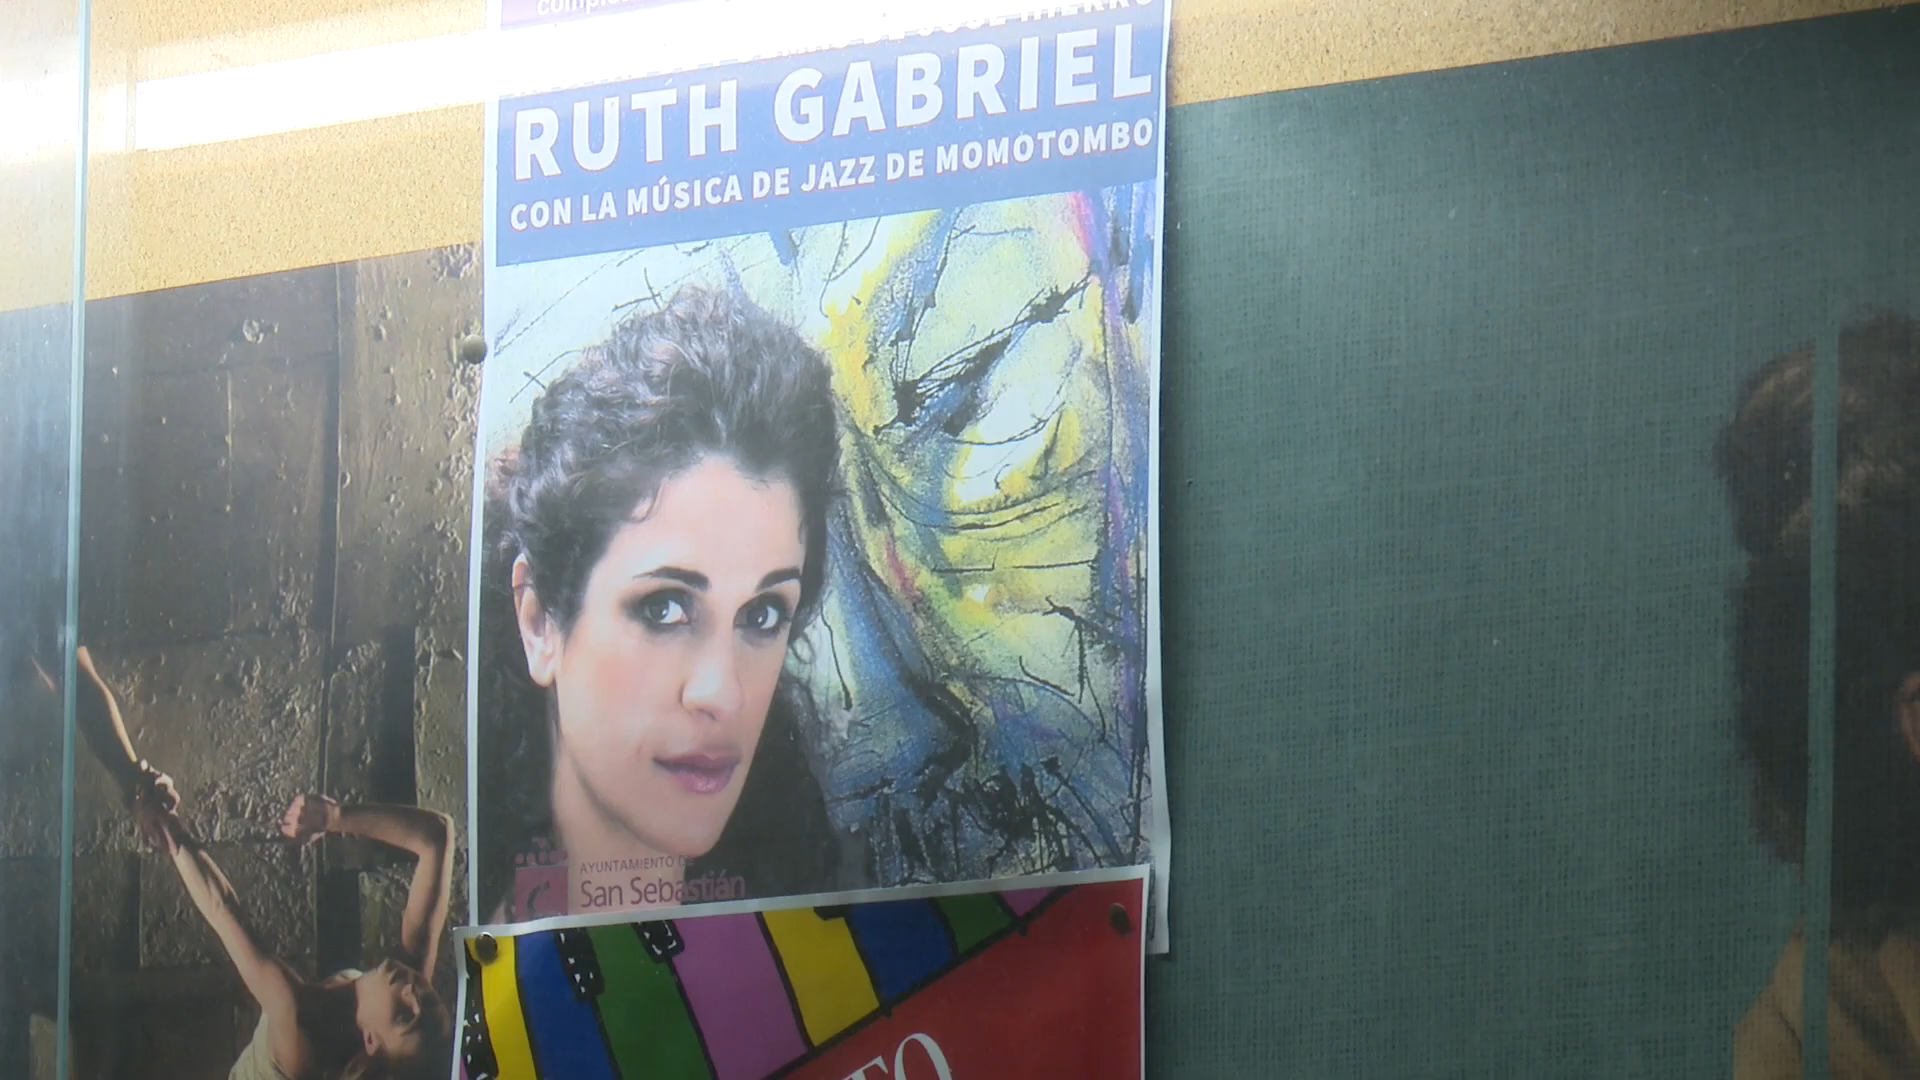 RUTH GABRIEL
CON LA MÚSICA DE JAZZ DE MOMOTOMBO
AYUNTAMIENTO DE
San Sebastián